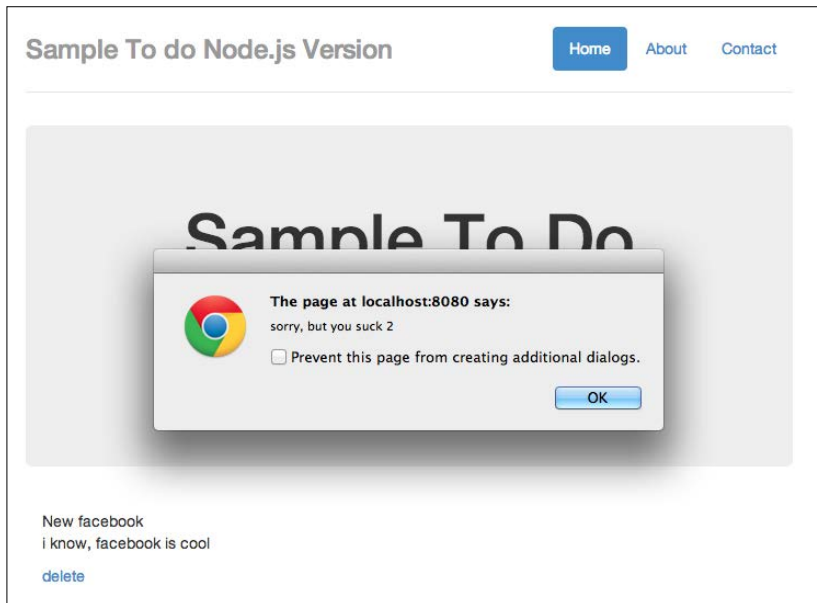 Sample To do Node.js Version
Home About Contact
Sample To Do
The page at localhost:8080 says:
sorry, but you suck 2
Prevent this page from creating additional dialogs.
OK
New facebook
i know, facebook is cool
delete